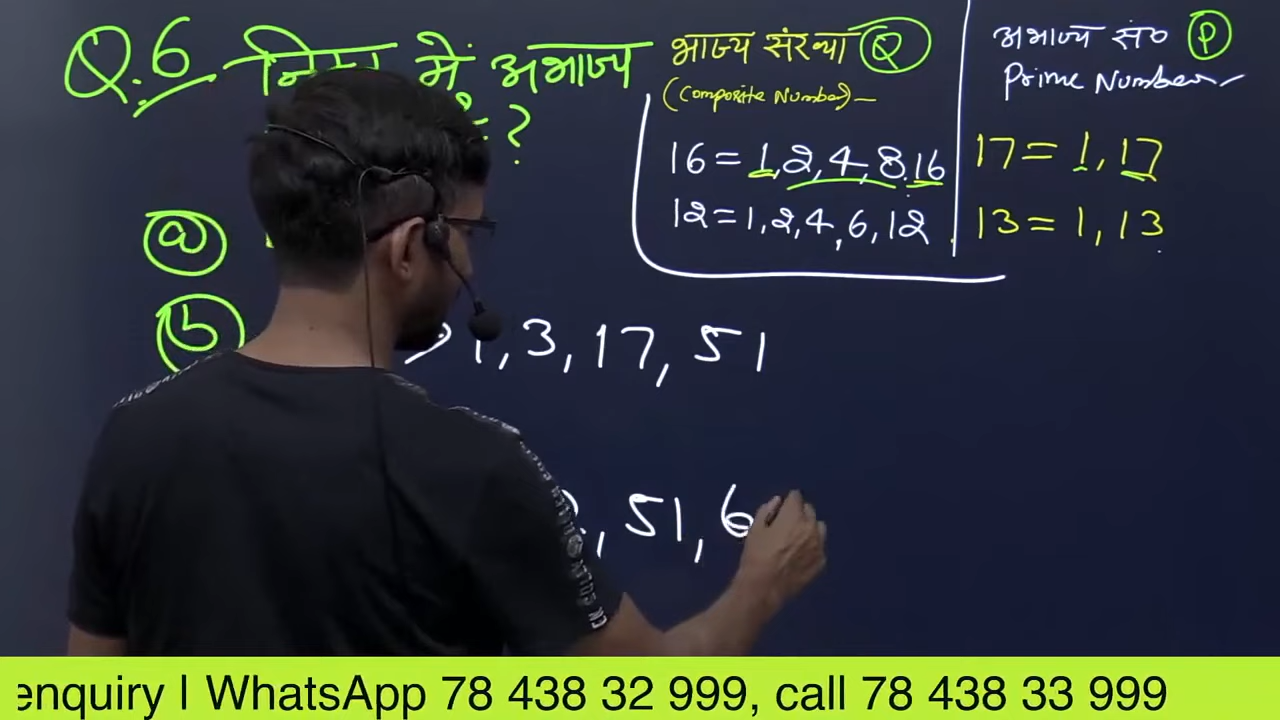 Q.6 निम्न में अभाज्य
?
भाज्य संख्या Q
(Composite Number)
16 = 1, 2, 4, 8, 16
12 = 1, 2, 4, 6, 12
अभाज्य सं० P
Prime Number
17 = 1, 17
13 = 1, 13
a
b 1, 3, 17, 51
, 51, 6
enquiry I WhatsApp 78 438 32 999, call 78 438 33 999